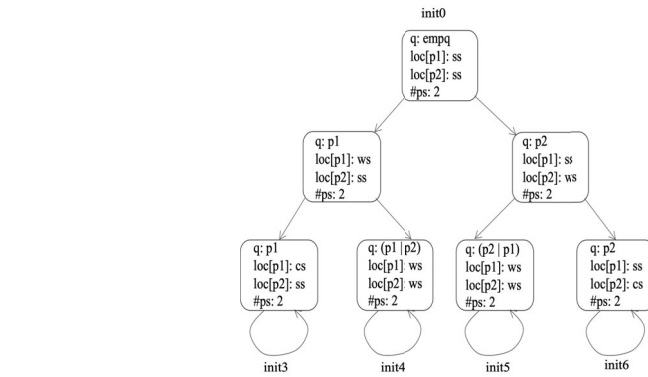 init0
q: empq
loc[p1]: ss
loc[p2]: ss
#ps: 2
q: p1
loc[p1]: ws
loc[p2]: ss
#ps: 2
q: p2
loc[p1]: ss
loc[p2]: ws
#ps: 2
q: p1
loc[p1]: cs
loc[p2]: ss
#ps: 2
q: (p1 | p2)
loc[p1]: ws
loc[p2]: ws
#ps: 2
q: (p2 | p1)
loc[p1]: ws
loc[p2]: ws
#ps: 2
q: p2
loc[p1]: ss
loc[p2]: cs
#ps: 2
init3
init4
init5
init6